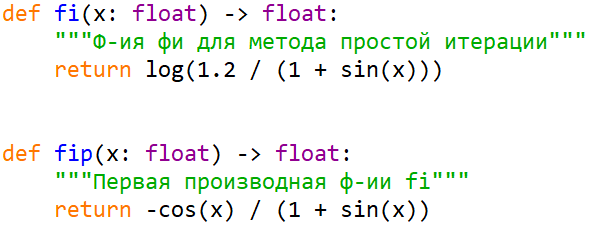 def fi(x: float) -> float:
    """Ф-ия фи для метода простой итерации"""
    return log(1.2 / (1 + sin(x)))
def fip(x: float) -> float:
    """Первая производная ф-ии fi"""
    return -cos(x) / (1 + sin(x))